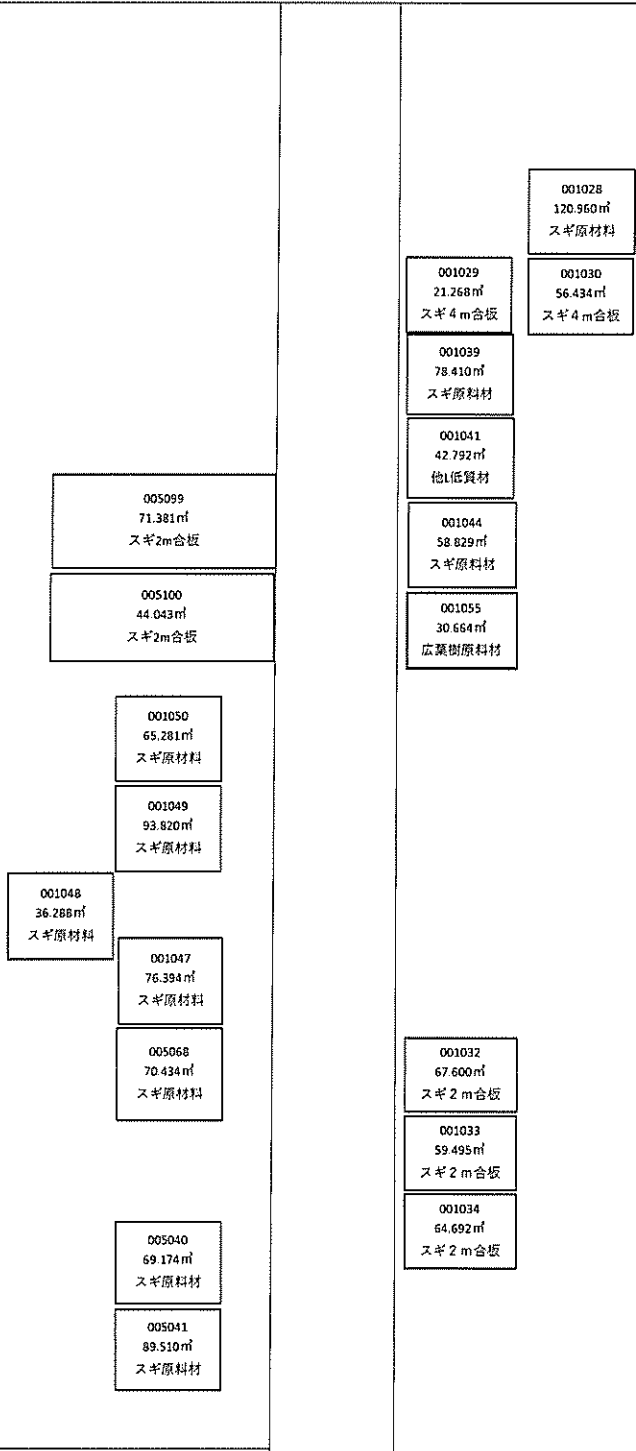 001028
120.960㎥
スギ原材料
001029
21.268㎥
スギ4m合板
001030
56.434㎥
スギ4m合板
001039
78.410㎥
スギ原料材
001041
42.792㎥
他L低質材
001044
58.829㎥
スギ原料材
001055
30.664㎥
広葉樹原料材
005099
71.381㎥
スギ2m合板
005100
44.043㎥
スギ2m合板
001050
65.281㎥
スギ原材料
001049
93.820㎥
スギ原材料
001048
36.288㎥
スギ原材料
001047
76.394㎥
スギ原材料
005068
70.434㎥
スギ原材料
001032
67.600㎥
スギ2m合板
001033
59.495㎥
スギ2m合板
001034
64.692㎥
スギ2m合板
005040
69.174㎥
スギ原料材
005041
89.510㎥
スギ原料材